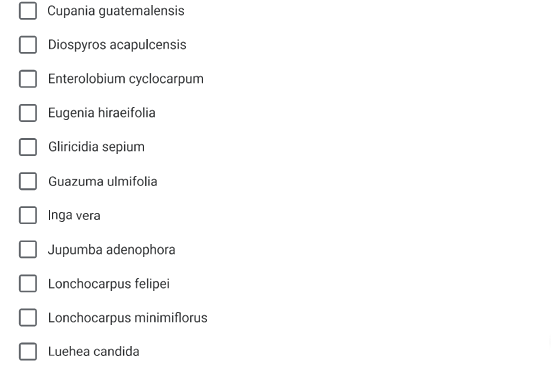 Cupania guatemalensis
Diospyros acapulcensis
Enterolobium cyclocarpum
Eugenia hiraeifolia
Gliricidia sepium
Guazuma ulmifolia
Inga vera
Jupumba adenophora
Lonchocarpus felipei
Lonchocarpus minimiflorus
Luehea candida